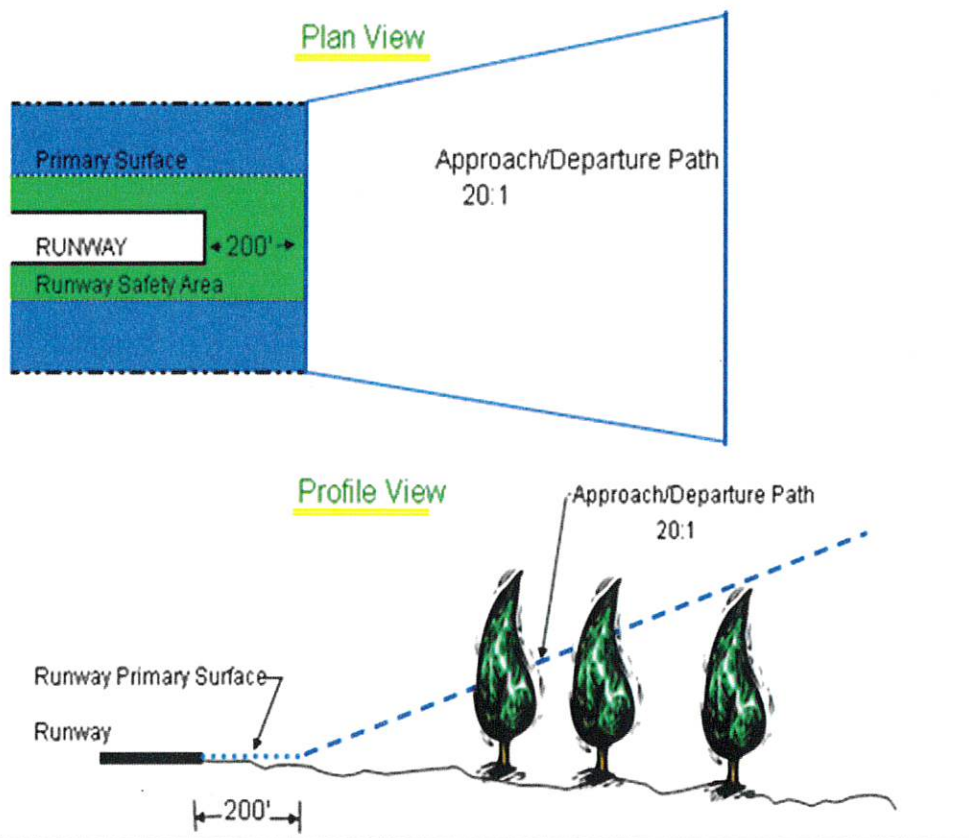 Plan View
Primary Surface
Approach/Departure Path
20:1
RUNWAY
200'
Runway Safety Area
Profile View
Approach/Departure Path
20:1
Runway Primary Surface
Runway
200'